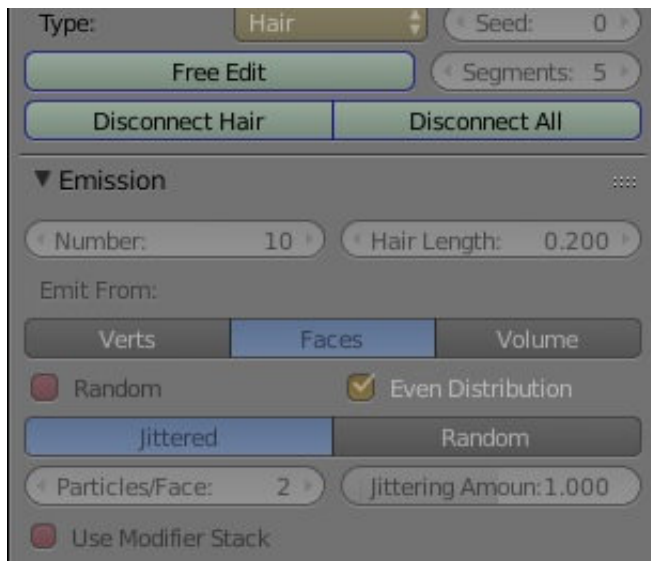 Type: Hair Seed: 0
Free Edit Segments: 5
Disconnect Hair Disconnect All
Emission
Number: 10 Hair Length: 0.200
Emit From:
Verts Faces Volume
Random Even Distribution
Jittered Random
Particles/Face: 2 Jittering Amoun:1.000
Use Modifier Stack